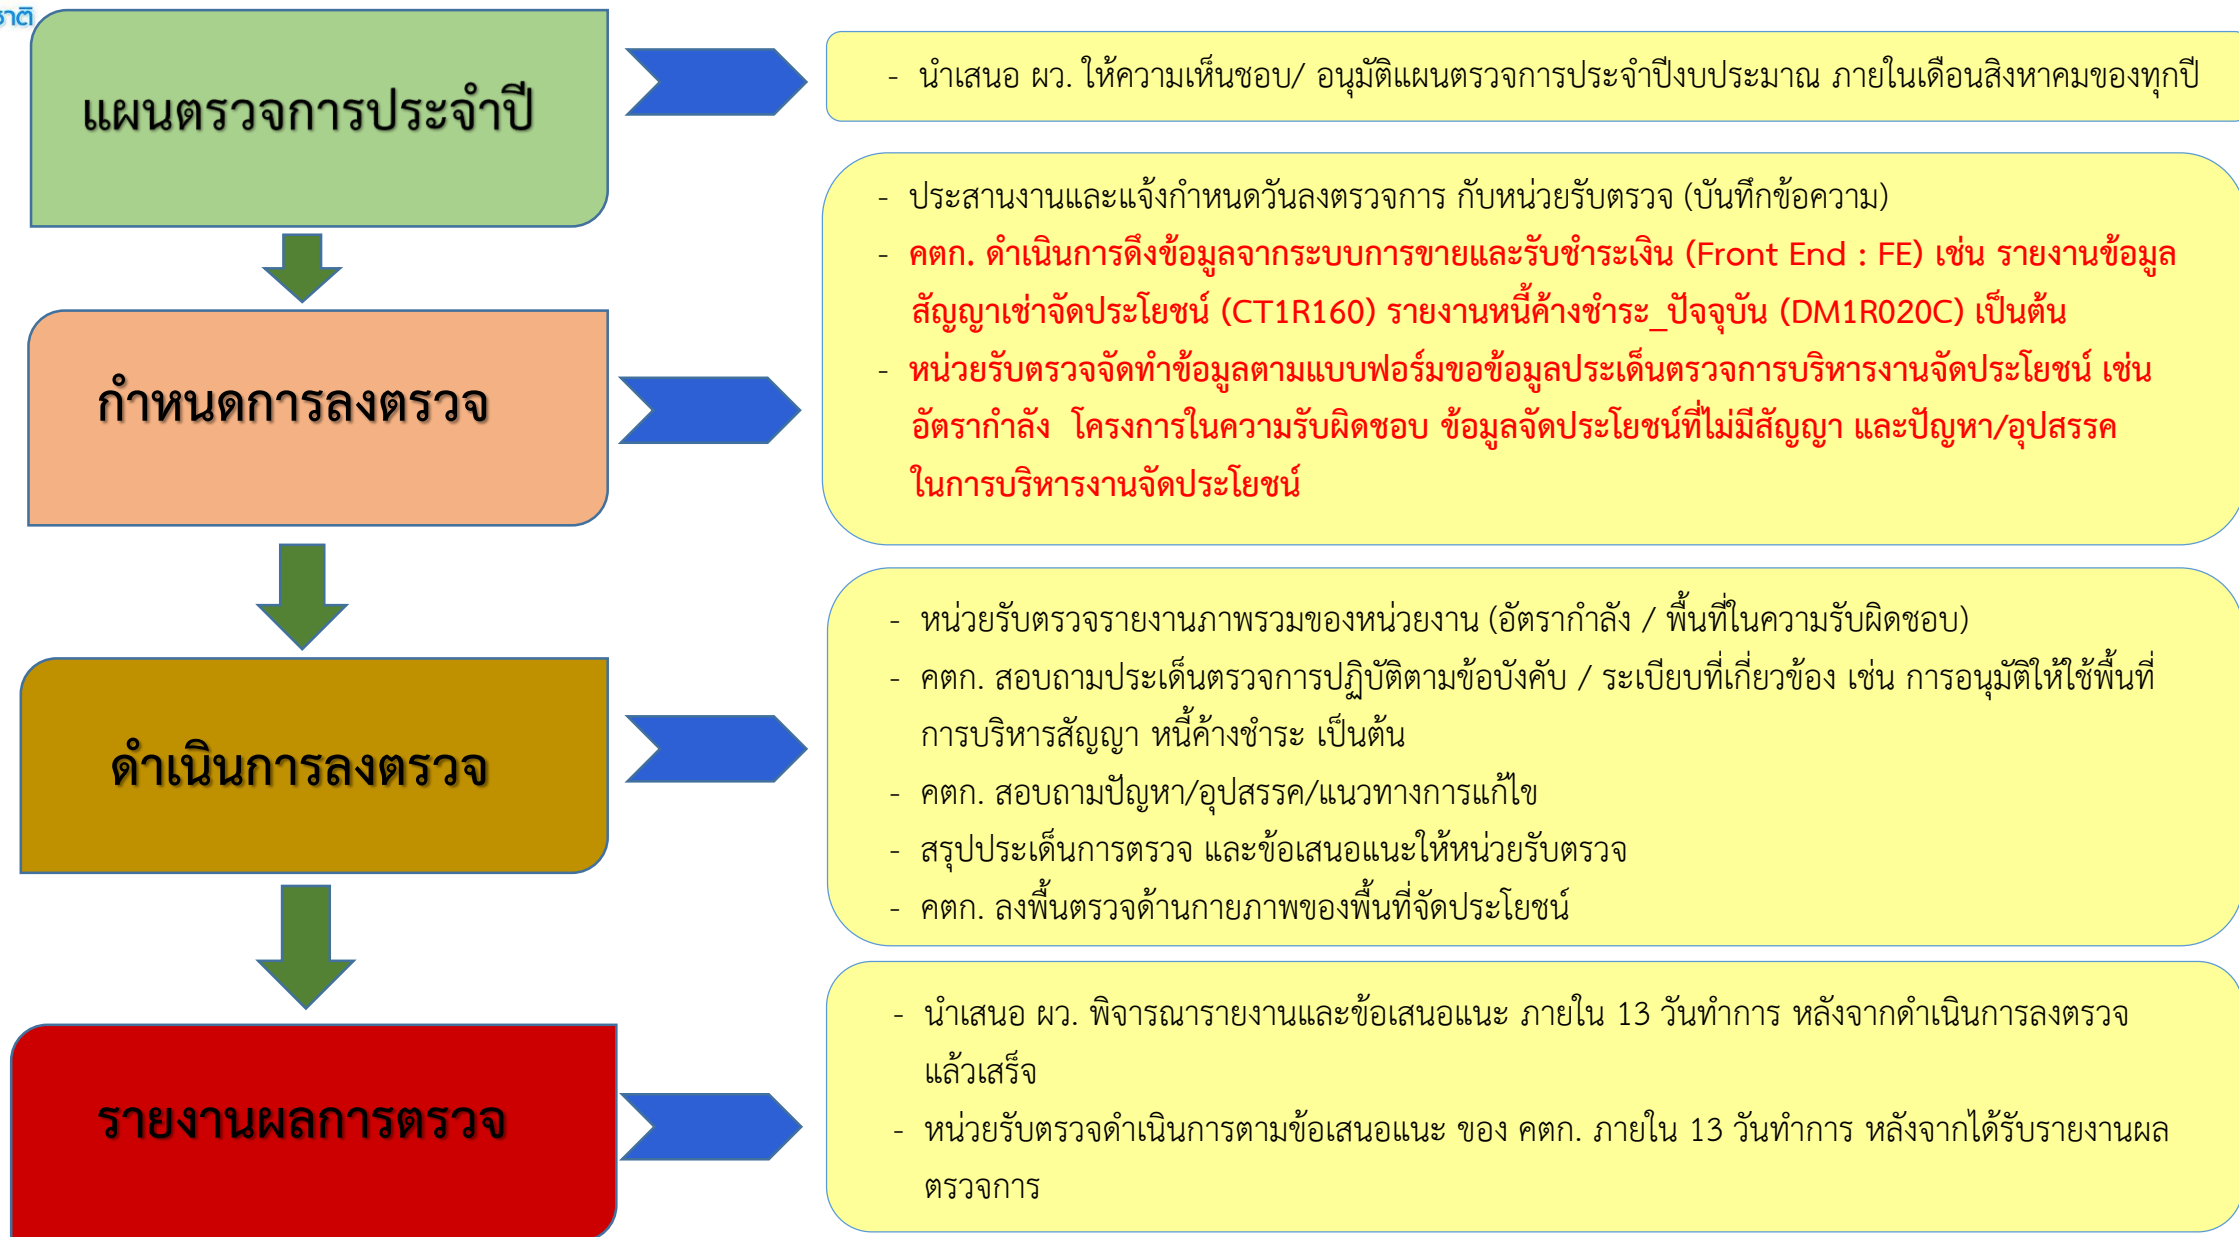 แผนตรวจการประจำปี
- นำเสนอ ผว. ให้ความเห็นชอบ/ อนุมัติแผนตรวจการประจำปีงบประมาณ ภายในเดือนสิงหาคมของทุกปี
กำหนดการลงตรวจ
- ประสานงานและแจ้งกำหนดวันลงตรวจการ กับหน่วยรับตรวจ (บันทึกข้อความ)
- คตก. ดำเนินการดึงข้อมูลจากระบบการขายและรับชำระเงิน (Front End : FE) เช่น รายงานข้อมูล
สัญญาเช่าจัดประโยชน์ (CT1R160) รายงานหนี้ค้างชำระ_ปัจจุบัน (DM1R020C) เป็นต้น
- หน่วยรับตรวจจัดทำข้อมูลตามแบบฟอร์มขอข้อมูลประเด็นตรวจการบริหารงานจัดประโยชน์ เช่น
อัตรากำลัง โครงการในความรับผิดชอบ ข้อมูลจัดประโยชน์ที่ไม่มีสัญญา และปัญหา/อุปสรรค
ในการบริหารงานจัดประโยชน์
ดำเนินการลงตรวจ
- หน่วยรับตรวจรายงานภาพรวมของหน่วยงาน (อัตรากำลัง / พื้นที่ในความรับผิดชอบ)
- คตก. สอบถามประเด็นตรวจการปฏิบัติตามข้อบังคับ / ระเบียบที่เกี่ยวข้อง เช่น การอนุมัติให้ใช้พื้นที่
การบริหารสัญญา หนี้ค้างชำระ เป็นต้น
- คตก. สอบถามปัญหา/อุปสรรค/แนวทางการแก้ไข
- สรุปประเด็นการตรวจ และข้อเสนอแนะให้หน่วยรับตรวจ
- คตก. ลงพื้นตรวจด้านกายภาพของพื้นที่จัดประโยชน์
รายงานผลการตรวจ
- นำเสนอ ผว. พิจารณารายงานและข้อเสนอแนะ ภายใน 13 วันทำการ หลังจากดำเนินการลงตรวจ
แล้วเสร็จ
- หน่วยรับตรวจดำเนินการตามข้อเสนอแนะ ของ คตก. ภายใน 13 วันทำการ หลังจากได้รับรายงานผล
ตรวจการ